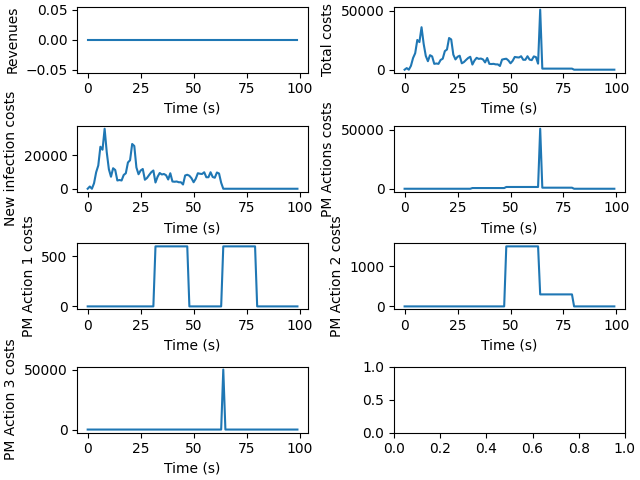 Revenues
0.05
0.00
−0.05
0 25 50 75 100
Time (s)
Total costs
50000
0
0 25 50 75 100
Time (s)
New infection costs
20000
0
0 25 50 75 100
Time (s)
PM Actions costs
50000
0
0 25 50 75 100
Time (s)
PM Action 1 costs
500
0
0 25 50 75 100
Time (s)
PM Action 2 costs
1000
0
0 25 50 75 100
Time (s)
PM Action 3 costs
50000
0
0 25 50 75 100
Time (s)
1.0
0.5
0.0
0.0 0.2 0.4 0.6 0.8 1.0